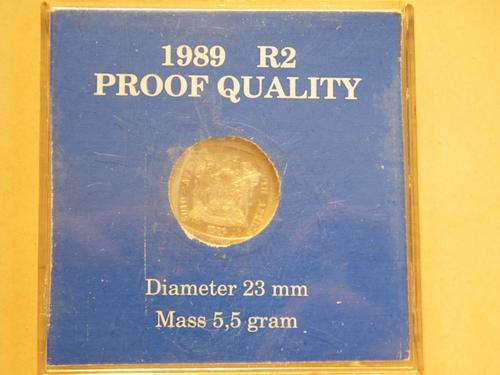 1989 R2
PROOF QUALITY
Diameter 23 mm
Mass 5,5 gram